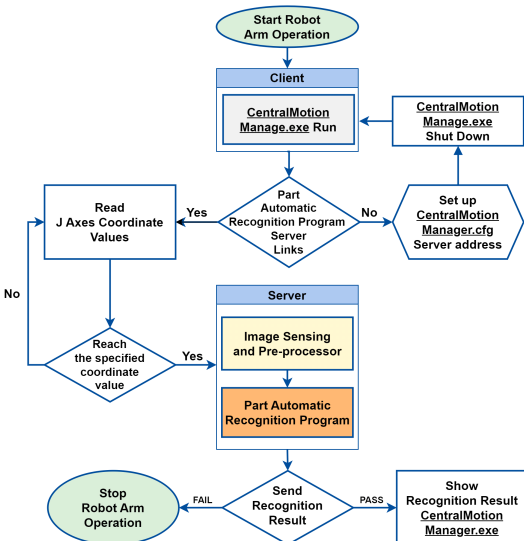 Start Robot
Arm Operation
Client
CentralMotion
Manage.exe Run
CentralMotion
Manage.exe
Shut Down
Part
Automatic
Recognition Program
Server
Links
Yes
No
Read
J Axes Coordinate
Values
Set up
CentralMotion
Manager.cfg
Server address
No
Server
Image Sensing
and Pre-processor
Reach
the specified
coordinate
value
Yes
Part Automatic
Recognition Program
Stop
Robot Arm
Operation
FAIL
Send
Recognition
Result
PASS
Show
Recognition Result
CentralMotion
Manager.exe